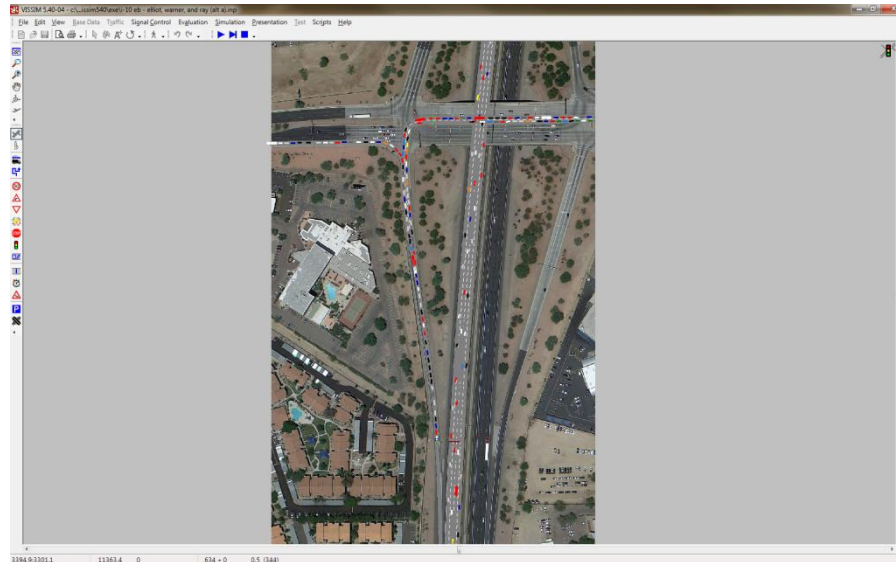 VISSIM 5.40-04 - c:\...issim540\exe\i-10 eb - elliot, warner, and ray (alt a).inp
File Edit View Base Data Traffic Signal Control Evaluation Simulation Presentation Test Scripts Help
3394.9:3301.1 11363.4 0 634 + 0 0.5 (344)